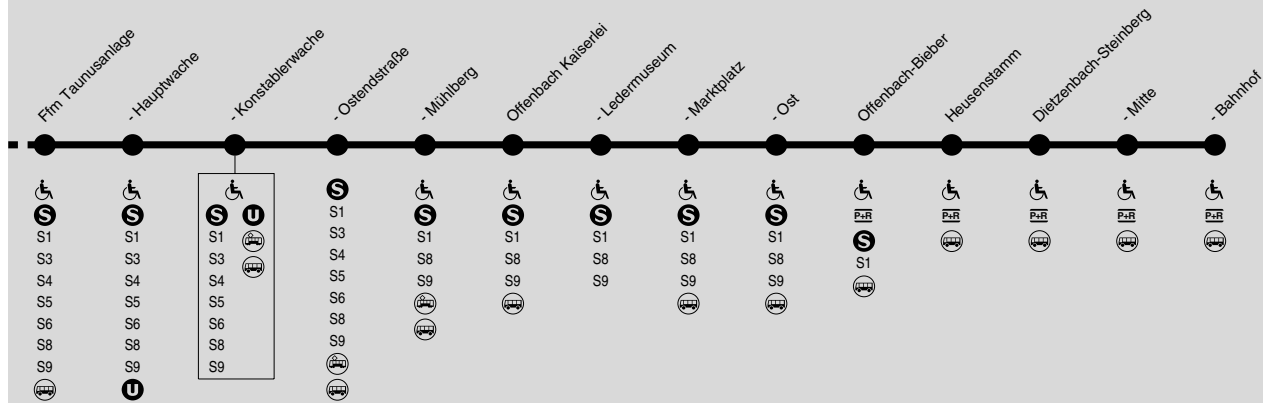 Ffm Taunusanlage
- Hauptwache
- Konstablerwache
- Ostendstraße
- Mühlberg
Offenbach Kaiserlei
- Ledermuseum
- Marktplatz
- Ost
Offenbach-Bieber
Heusenstamm
Dietzenbach-Steinberg
- Mitte
- Bahnhof
S
S1
S3
S4
S5
S6
S8
S9
S
S1
S3
S4
S5
S6
S8
S9
U
S U
S1
S3
S4
S5
S6
S8
S9
S
S1
S3
S4
S5
S6
S8
S9
S
S1
S8
S9
S
S1
S8
S9
S
S1
S8
S9
S
S1
S8
S9
S
S1
S8
S9
P+R
S
S1
P+R
P+R
P+R
P+R